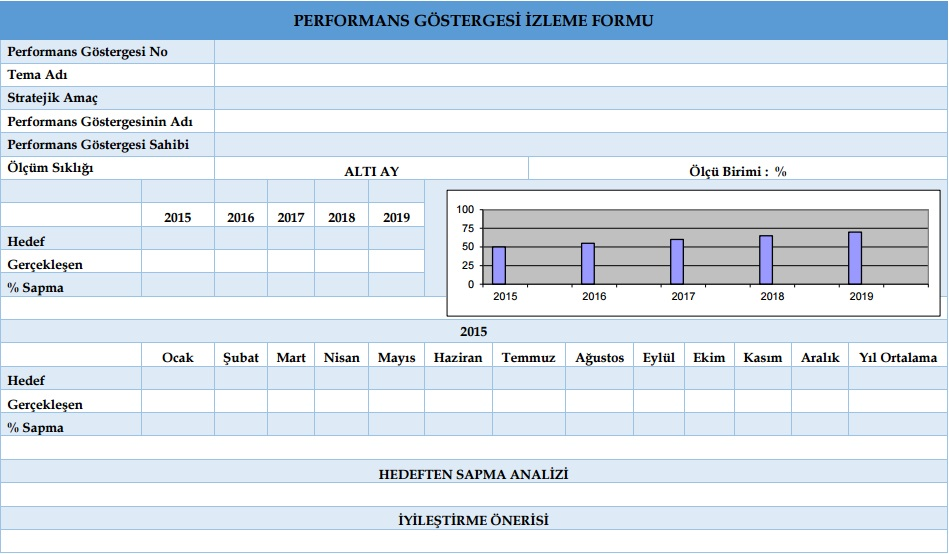 PERFORMANS GÖSTERGESİ İZLEME FORMU
Performans Göstergesi No
Tema Adı
Stratejik Amaç
Performans Göstergesinin Adı
Performans Göstergesi Sahibi
Ölçüm Sıklığı ALTI AY Ölçü Birimi : %
2015 2016 2017 2018 2019
Hedef
Gerçekleşen
% Sapma
100
75
50
25
0
2015 2016 2017 2018 2019
2015
Ocak Şubat Mart Nisan Mayıs Haziran Temmuz Ağustos Eylül Ekim Kasım Aralık Yıl Ortalama
Hedef
Gerçekleşen
% Sapma
HEDEFTEN SAPMA ANALİZİ
İYİLEŞTİRME ÖNERİSİ